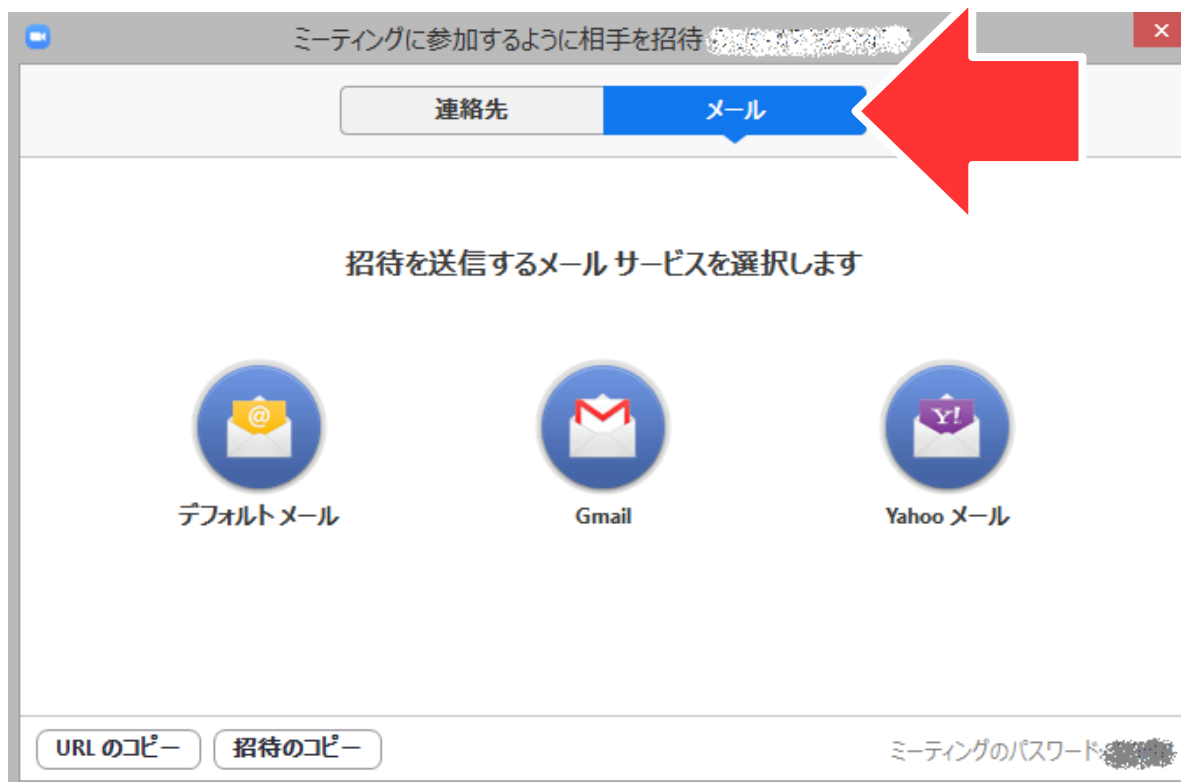 ミーティングに参加するように相手を招待
連絡先 メール
招待を送信するメール サービスを選択します
@ Y!
デフォルト メール Gmail Yahoo メール
URL のコピー 招待のコピー ミーティングのパスワード